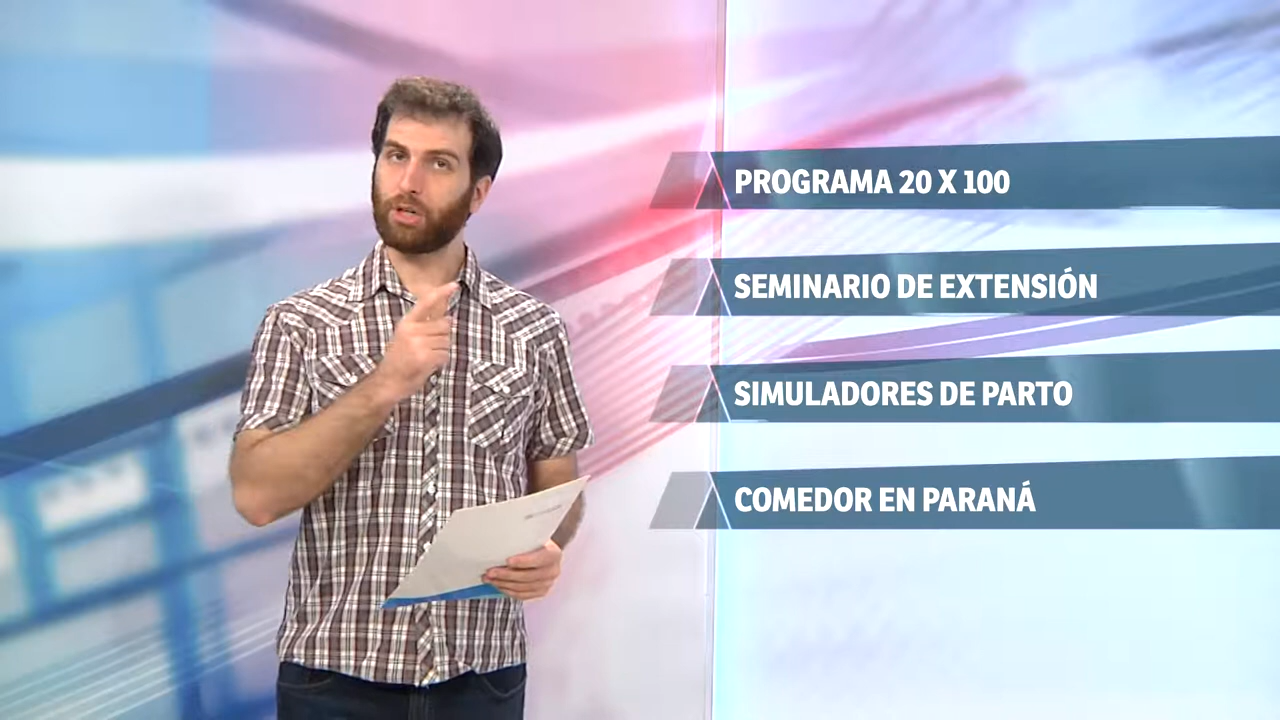 PROGRAMA 20 X 100
SEMINARIO DE EXTENSIÓN
SIMULADORES DE PARTO
COMEDOR EN PARANÁ